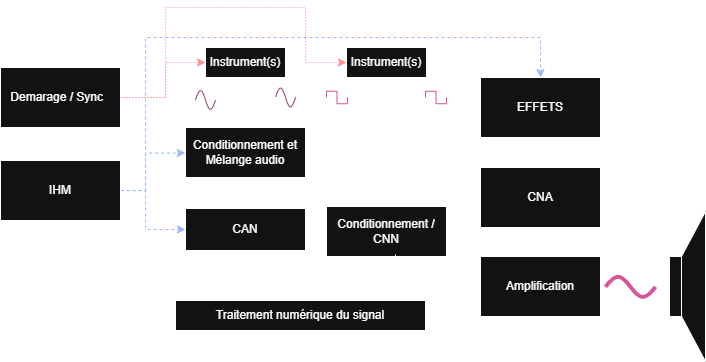 Instrument(s)
Instrument(s)
Demarage / Sync
EFFETS
Conditionnement et
Mélange audio
IHM
CNA
CAN
Conditionnement /
CNN
Amplification
Traitement numérique du signal